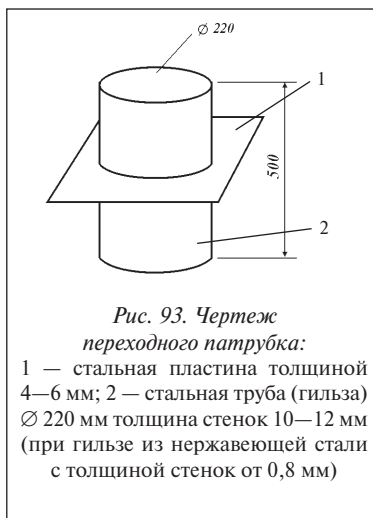 ∅ 220
1
500
2
Рис. 93. Чертеж
переходного патрубка:
1 — стальная пластина толщиной
4—6 мм; 2 — стальная труба (гильза)
∅ 220 мм толщина стенок 10—12 мм
(при гильзе из нержавеющей стали
с толщиной стенок от 0,8 мм)